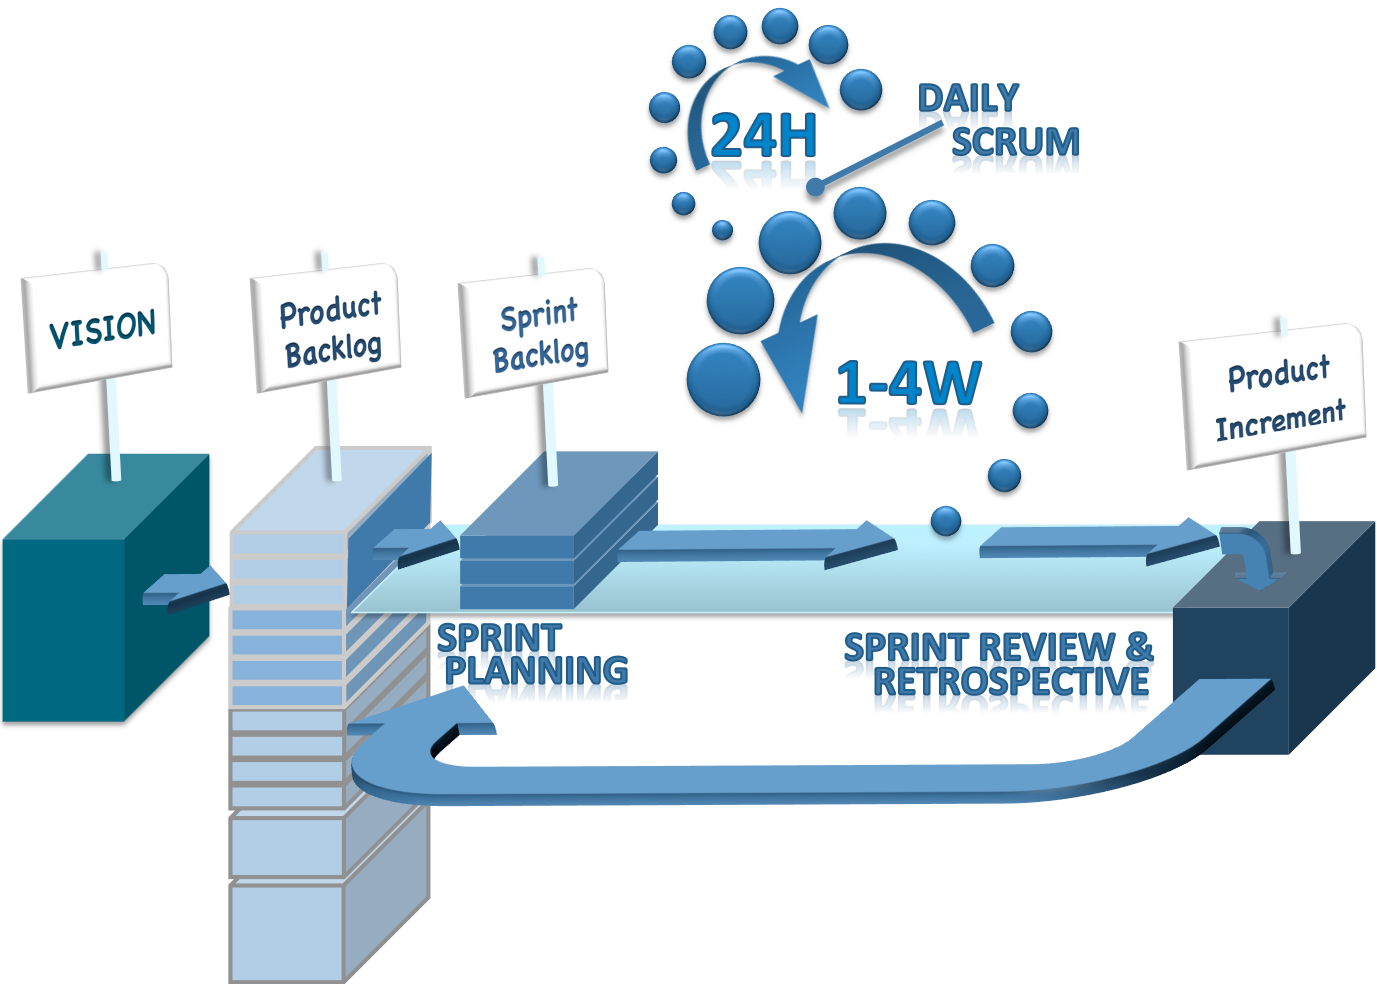 24H
DAILY
SCRUM
VISION
Product
Backlog
Sprint
Backlog
1-4W
Product
Increment
SPRINT
PLANNING
SPRINT REVIEW &
RETROSPECTIVE